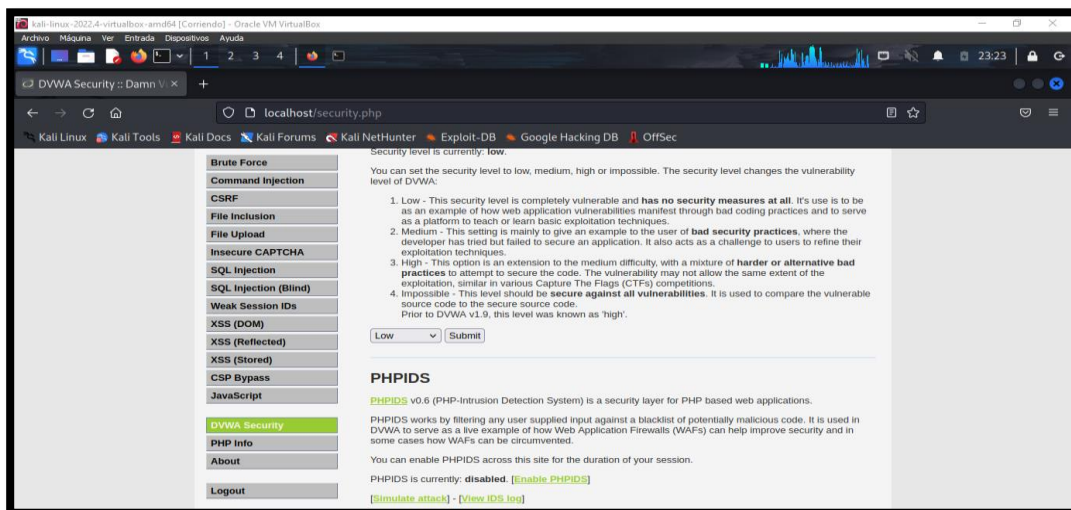 kali-linux-2022.4-virtualbox-amd64 [Corriendo] - Oracle VM VirtualBox
Archivo Máquina Ver Entrada Dispositivos Ayuda
1 2 3 4 23:23
DVWA Security :: Damn V
localhost/security.php
Kali Linux Kali Tools Kali Docs Kali Forums Kali NetHunter Exploit-DB Google Hacking DB OffSec
Brute Force
Command Injection
CSRF
File Inclusion
File Upload
Insecure CAPTCHA
SQL Injection
SQL Injection (Blind)
Weak Session IDs
XSS (DOM)
XSS (Reflected)
XSS (Stored)
CSP Bypass
JavaScript
DVWA Security
PHP Info
About
Logout
Security level is currently: low.
You can set the security level to low, medium, high or impossible. The security level changes the vulnerability
level of DVWA:
1. Low - This security level is completely vulnerable and has no security measures at all. It's use is to be
as an example of how web application vulnerabilities manifest through bad coding practices and to serve
as a platform to teach or learn basic exploitation techniques.
2. Medium - This setting is mainly to give an example to the user of bad security practices, where the
developer has tried but failed to secure an application. It also acts as a challenge to users to refine their
exploitation techniques.
3. High - This option is an extension to the medium difficulty, with a mixture of harder or alternative bad
practices to attempt to secure the code. The vulnerability may not allow the same extent of the
exploitation, similar in various Capture The Flags (CTFs) competitions.
4. Impossible - This level should be secure against all vulnerabilities. It is used to compare the vulnerable
source code to the secure source code.
Prior to DVWA v1.9, this level was known as 'high'.
Low Submit
PHPIDS
PHPIDS v0.6 (PHP-Intrusion Detection System) is a security layer for PHP based web applications.
PHPIDS works by filtering any user supplied input against a blacklist of potentially malicious code. It is used in
DVWA to serve as a live example of how Web Application Firewalls (WAFs) can help improve security and in
some cases how WAFs can be circumvented.
You can enable PHPIDS across this site for the duration of your session.
PHPIDS is currently: disabled. [Enable PHPIDS]
[Simulate attack] - [View IDS log]